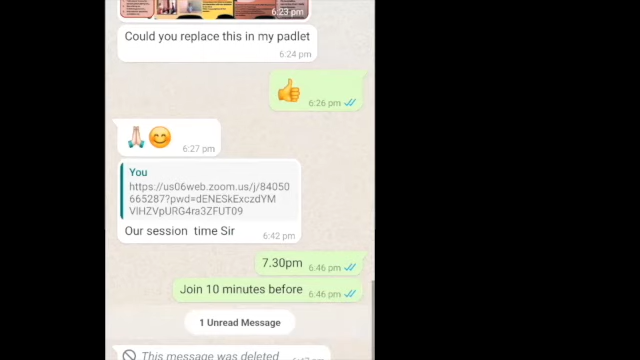 6:23 pm
Could you replace this in my padlet
6:24 pm
6:26 pm
6:27 pm
You
https://us06web.zoom.us/j/84050
665287?pwd=dENESkExczdYM
VlHZVpURG4ra3ZFUT09
Our session time Sir
6:42 pm
7.30pm 6:46 pm
Join 10 minutes before 6:46 pm
1 Unread Message
This message was deleted